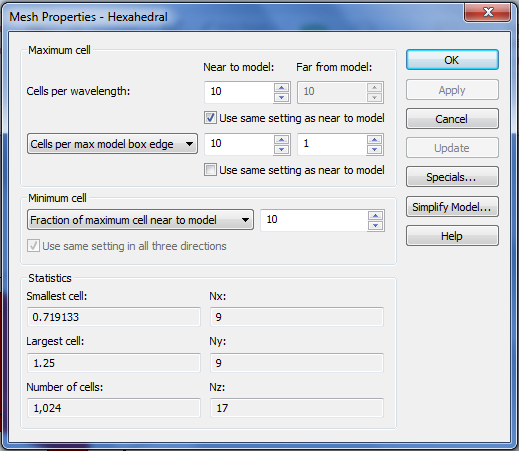 Mesh Properties - Hexahedral
Maximum cell
Near to model: Far from model:
Cells per wavelength: 10 10
Use same setting as near to model
Cells per max model box edge 10 1
Use same setting as near to model
Minimum cell
Fraction of maximum cell near to model 10
Use same setting in all three directions
Statistics
Smallest cell: Nx:
0.719133 9
Largest cell: Ny:
1.25 9
Number of cells: Nz:
1,024 17
OK
Apply
Cancel
Update
Specials...
Simplify Model...
Help